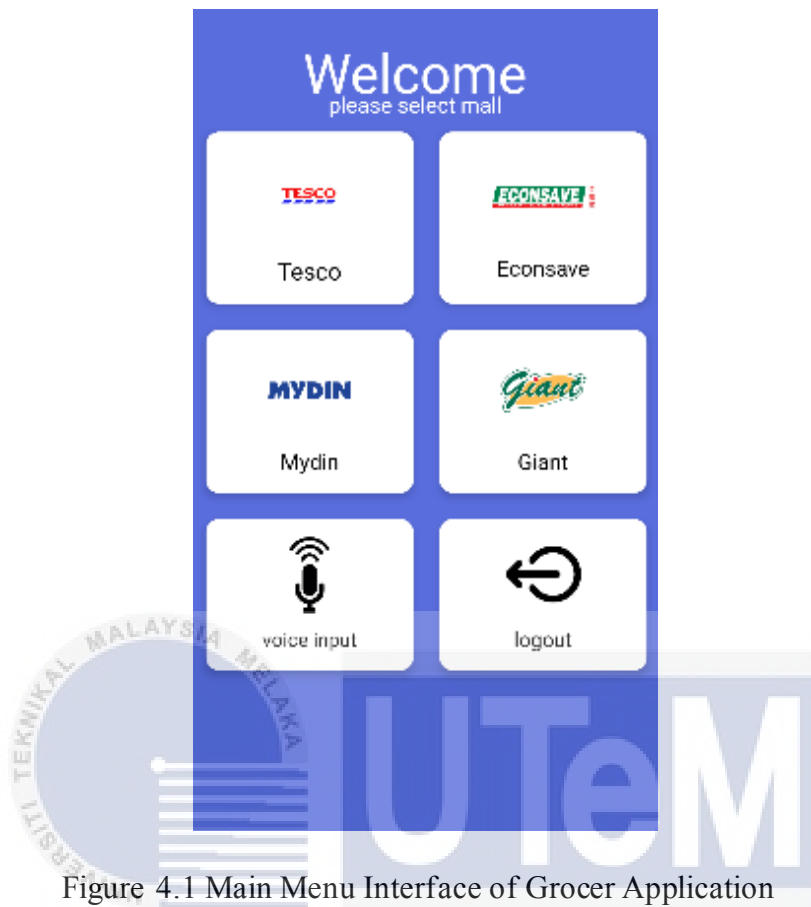 Welcome
please select mall
TESCO
ECONSAVE
Tesco
Econsave
MYDIN
Giant
Mydin
Giant
voice input
logout
TEKNIKAL MALAYSIA MELAKA
UTeM
Figure 4.1 Main Menu Interface of Grocer Application